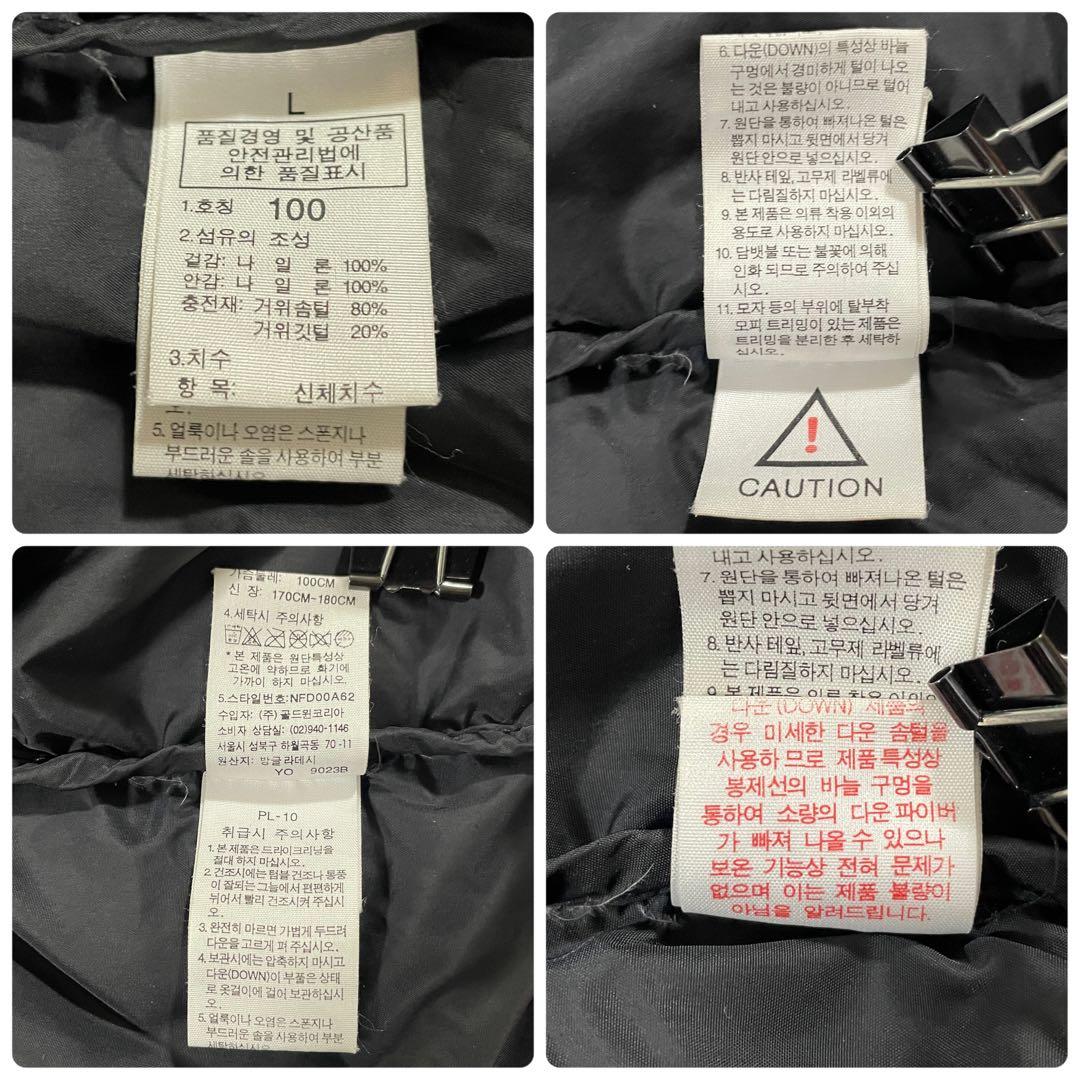 L
품질경영 및 공산품
안전관리법에
의한 품질표시
1.호칭 100
2.섬유의 조성
겉감: 나 일 론 100%
안감: 나 일 론 100%
충전재: 거위솜털 80%
거위깃털 20%
3.치수
항 목: 신체치수
오.
5. 얼룩이나 오염은 스폰지나
부드러운 솔을 사용하여 부분
세탁하십시오
6. 다운(DOWN)의 특성상 바늘
구멍에서 경미하게 털이 나오
는 것은 불량이 아니므로 털어
내고 사용하십시오.
7. 원단을 통하여 빠져나온 털은
뽑지 마시고 뒷면에서 당겨
원단 안으로 넣으십시오.
8. 반사 테잎, 고무제 라벨류에
는 다림질하지 마십시오.
9. 본 제품은 의류 착용 이외의
용도로 사용하지 마십시오.
10. 담뱃불 또는 불꽃에 의해
인화 되므로 주의하여 주십
시오.
11. 모자 등의 부위에 탈부착
모피 트리밍이 있는 제품은
트리밍을 분리한 후 세탁하
십시오.
!
CAUTION
가슴둘레: 100CM
신 장: 170CM~180CM
4.세탁시 주의사항
* 본 제품은 원단특성상
고온에 약하므로 화기에
가까이 하지 마십시오.
5.스타일번호:NFD00A62
수입자: (주) 골드윈코리아
소비자 상담실: (02)940-1146
서울시 성북구 하월곡동 70-11
원산지: 방글라데시
YO 9023B
PL-10
취급시 주의사항
1. 본 제품은 드라이크리닝을
절대 하지 마십시오.
2. 건조시에는 텀블 건조나 통풍
이 잘되는 그늘에서 편편하게
뉘어서 빨리 건조시켜 주십시
오.
3. 완전히 마르면 가볍게 두드려
다운을 고르게 펴 주십시오.
4. 보관시에는 압축하지 마시고
다운(DOWN)이 부풀은 상태
로 옷걸이에 걸어 보관하십시
오.
5. 얼룩이나 오염은 스폰지나
부드러운 솔을 사용하여 부분
세탁하십시오.
내고 사용하십시오.
7. 원단을 통하여 빠져나온 털은
뽑지 마시고 뒷면에서 당겨
원단 안으로 넣으십시오.
8. 반사 테잎, 고무제 라벨류에
는 다림질하지 마십시오.
9. 본 제품은 의류 착용 이외의
다운 (DOWN) 제품의
경우 미세한 다운 솜털을
사용하 므로 제품 특성상
봉제선의 바늘 구멍을
통하여 소량의 다운 파이버
가 빠져 나올 수 있으나
보온 기능상 전혀 문제가
없으며 이는 제품 불량이
아님을 알려드립니다.